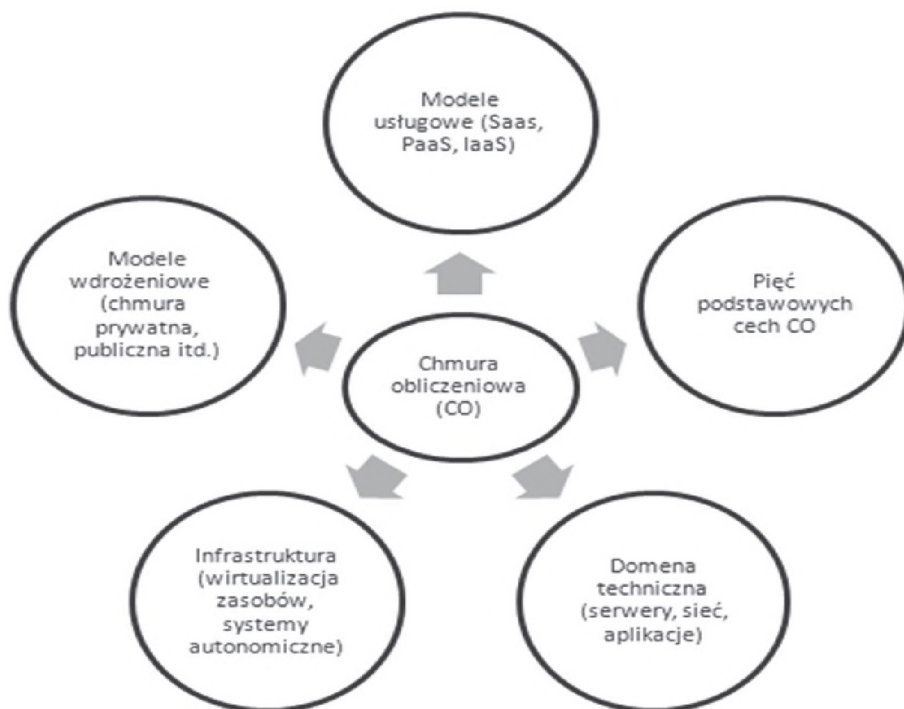 Modele
usługowe (Saas,
PaaS, IaaS)
Modele
wdrożeniowe
(chmura
prywatna,
publiczna itd.)
Pięć
podstawowych
cech CO
Chmura
obliczeniowa
(CO)
Infrastruktura
(wirtualizacja
zasobów,
systemy
autonomiczne)
Domena
techniczna
(serwery, sieć,
aplikacje)